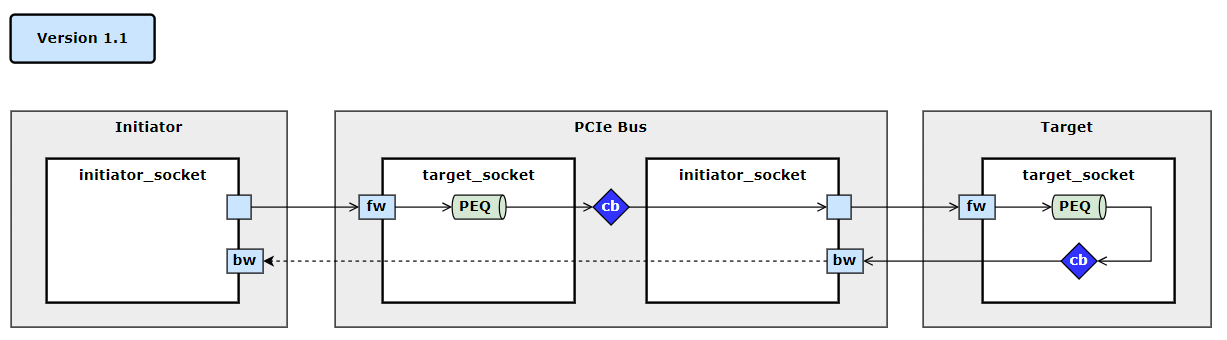 Version 1.1
Initiator
initiator_socket
bw
PCIe Bus
target_socket
fw
PEQ
cb
initiator_socket
bw
Target
target_socket
fw
PEQ
cb